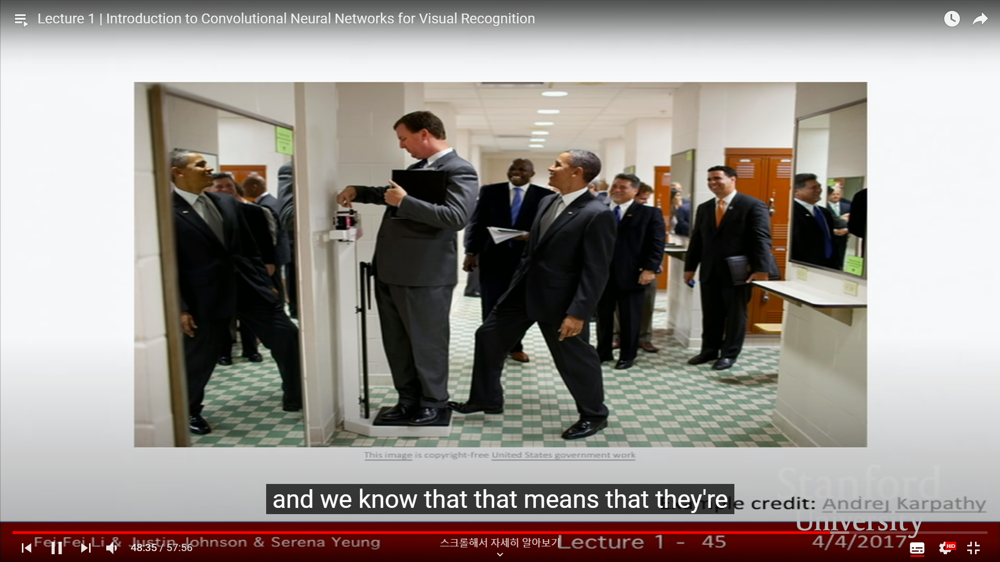 Lecture 1 | Introduction to Convolutional Neural Networks for Visual Recognition
This image is copyright-free United States government work
and we know that that means that they're
credit: Andrej Karpathy
Stanford
University
Fei-Fei Li & Justin Johnson & Serena Yeung
Lecture 1 - 45
4/4/2017
48:35 / 57:56
스크롤해서 자세히 알아보기
HD